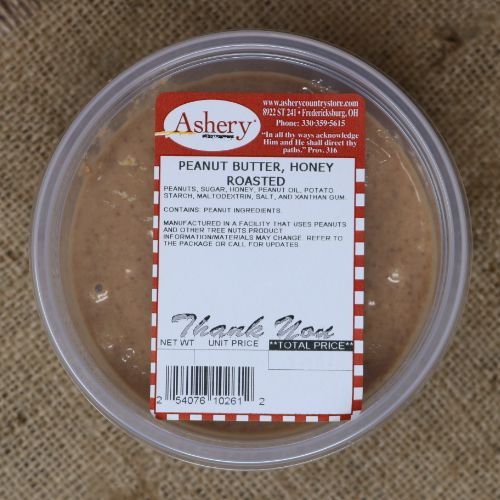 Ashery
www.asherycountrystore.com
8922 ST 241 • Fredericksburg, OH
Phone: 330-359-5615
"In all thy ways acknowledge
Him and He shall direct thy
paths." Prov. 316
PEANUT BUTTER, HONEY
ROASTED
PEANUTS, SUGAR, HONEY, PEANUT OIL, POTATO
STARCH, MALTODEXTRIN, SALT, AND XANTHAN GUM.
CONTAINS: PEANUT INGREDIENTS.
MANUFACTURED IN A FACILITY THAT USES PEANUTS
AND OTHER TREE NUTS PRODUCT
INFORMATION/MATERIALS MAY CHANGE. REFER TO
THE PACKAGE OR CALL FOR UPDATES.
Thank You
NET WT UNIT PRICE **TOTAL PRICE**
2 54076 10261 2